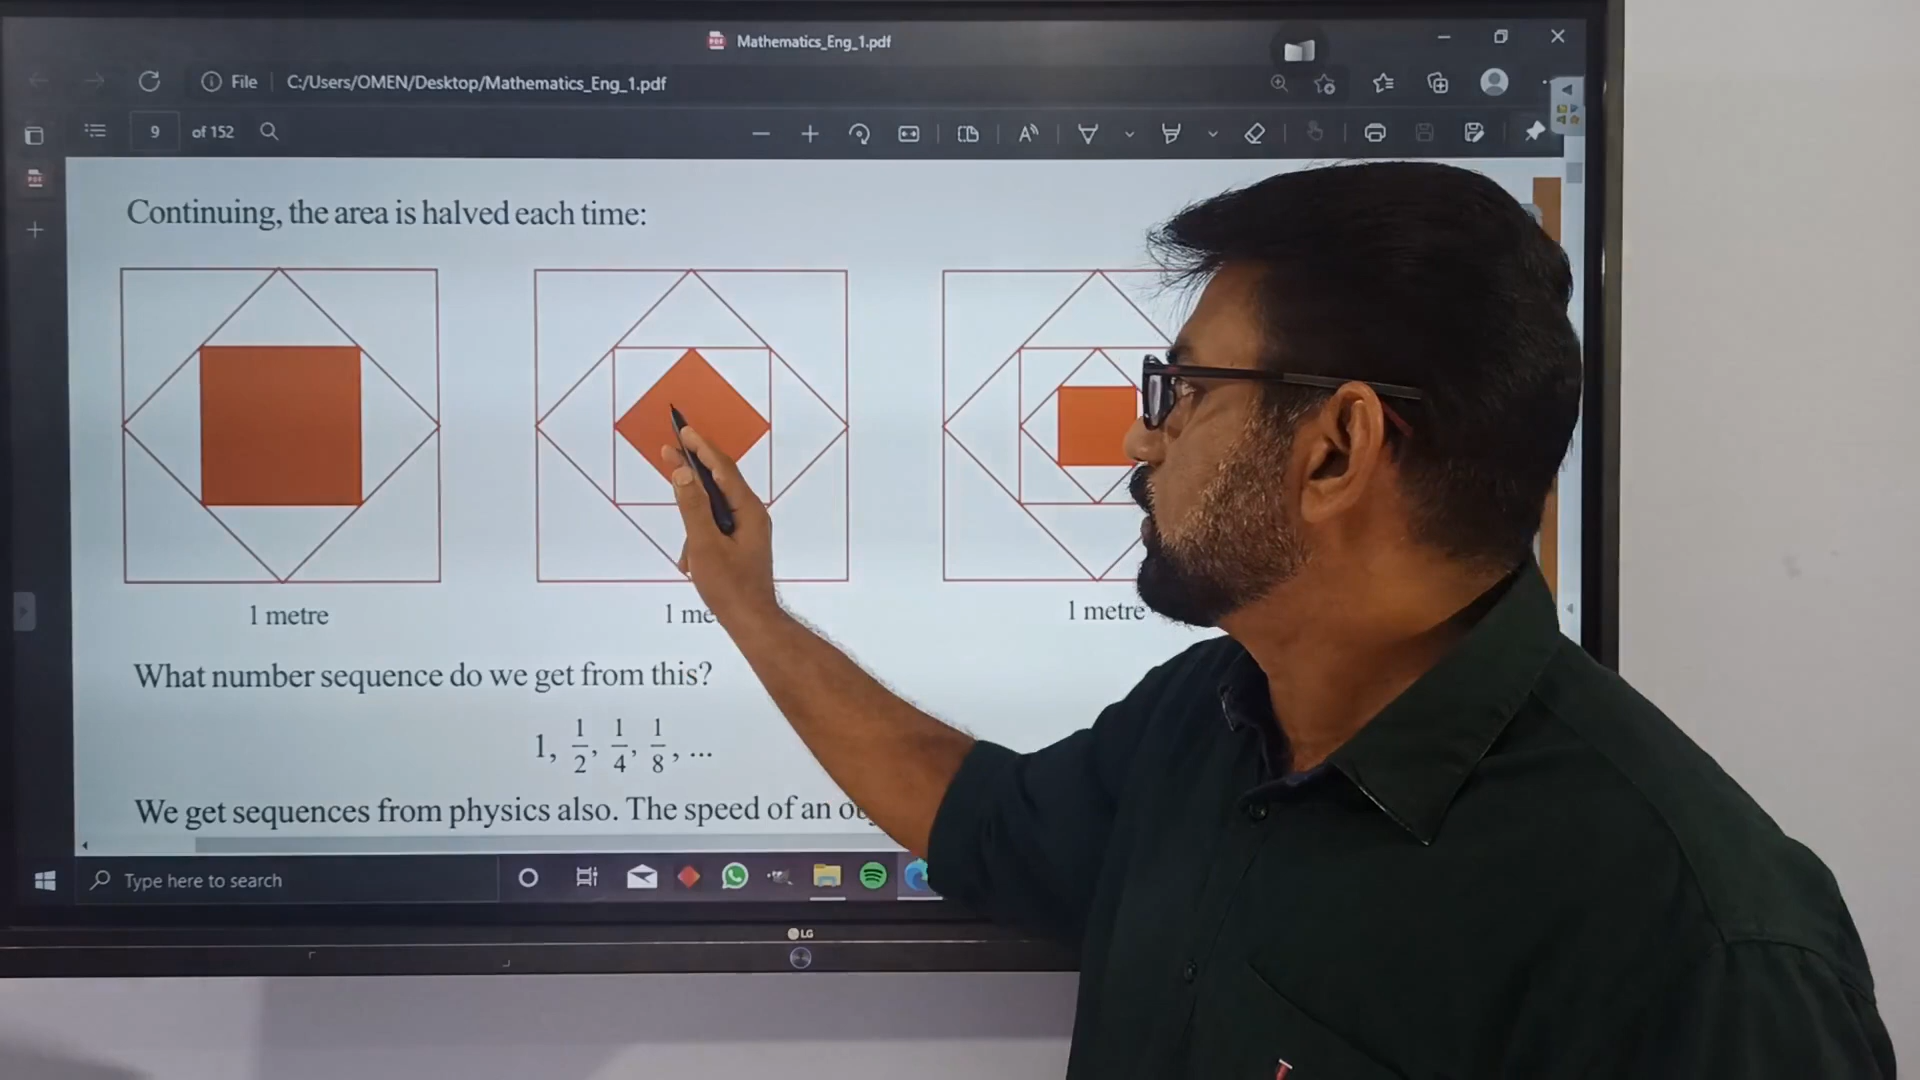 Mathematics_Eng_1.pdf
File
C:/Users/OMEN/Desktop/Mathematics_Eng_1.pdf
9 of 152
Continuing, the area is halved each time:
1 metre
1 me
1 metre
What number sequence do we get from this?
1, 1/2, 1/4, 1/8, ...
We get sequences from physics also. The speed of an
Type here to search
LG